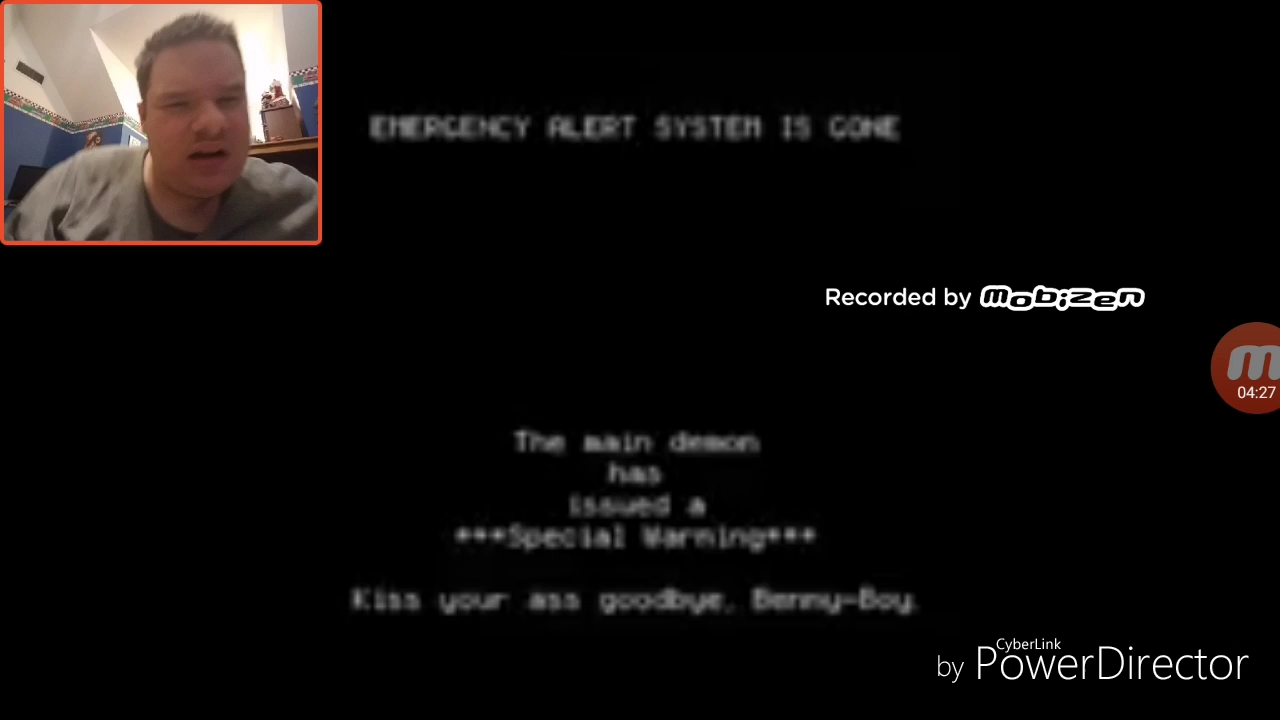 EMERGENCY ALERT SYSTEM IS GONE
Recorded by mobizen
m
04:27
The main demon
has
issued a
***Special Warning***
Kiss your ass goodbye, Benny-Boy.
CyberLink
by PowerDirector